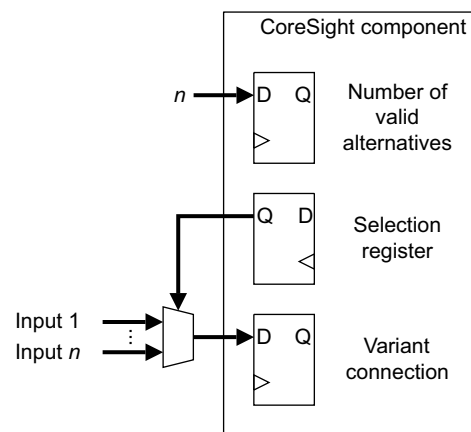 CoreSight component
n
D Q
Number of
valid
alternatives
Q D
Selection
register
Input 1
Input n
D Q
Variant
connection